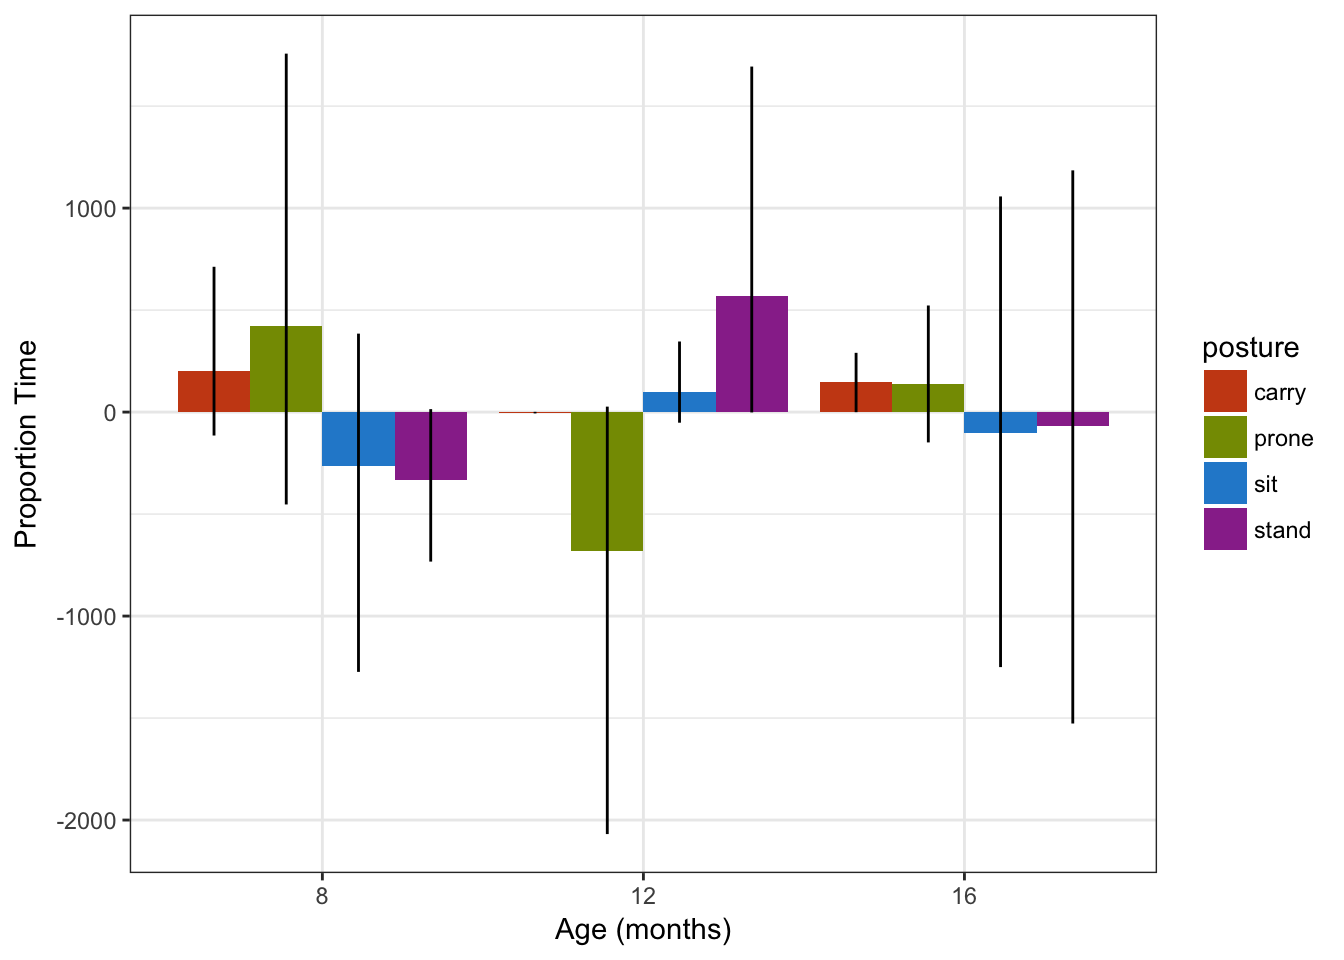 Proportion Time
1000
0
-1000
-2000
8
12
16
Age (months)
posture
carry
prone
sit
stand